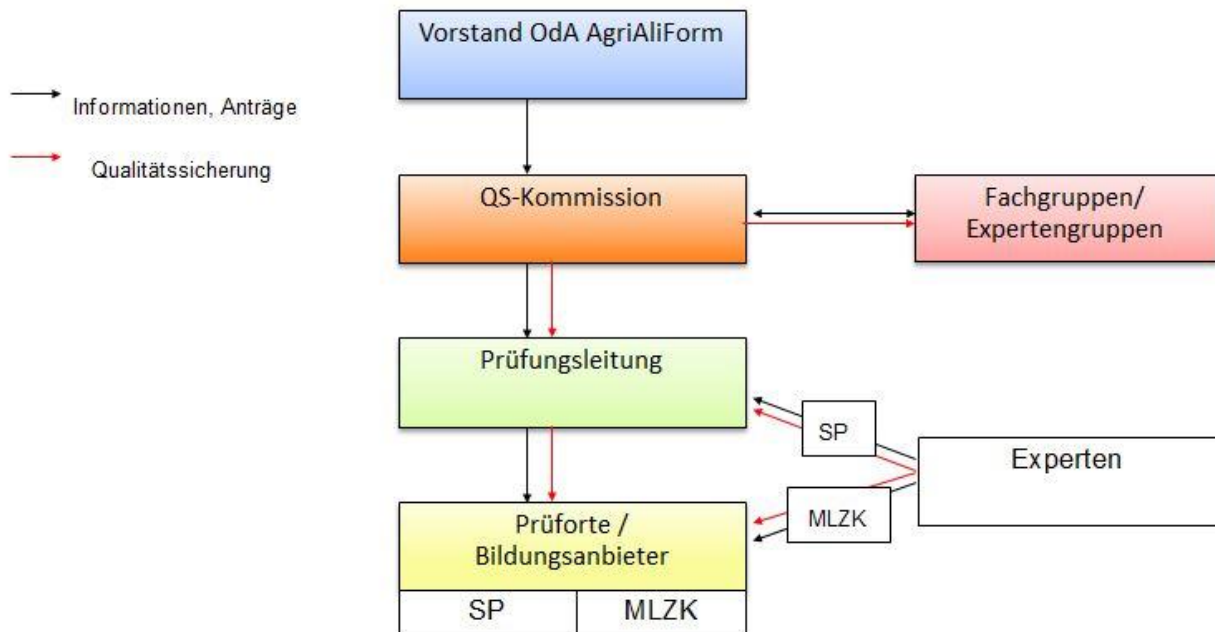 Vorstand OdA AgriAliForm
Informationen, Anträge
Qualitätssicherung
QS-Kommission
Fachgruppen/
Expertengruppen
Prüfungsleitung
SP
Experten
MLZK
Prüforte /
Bildungsanbieter
SP
MLZK